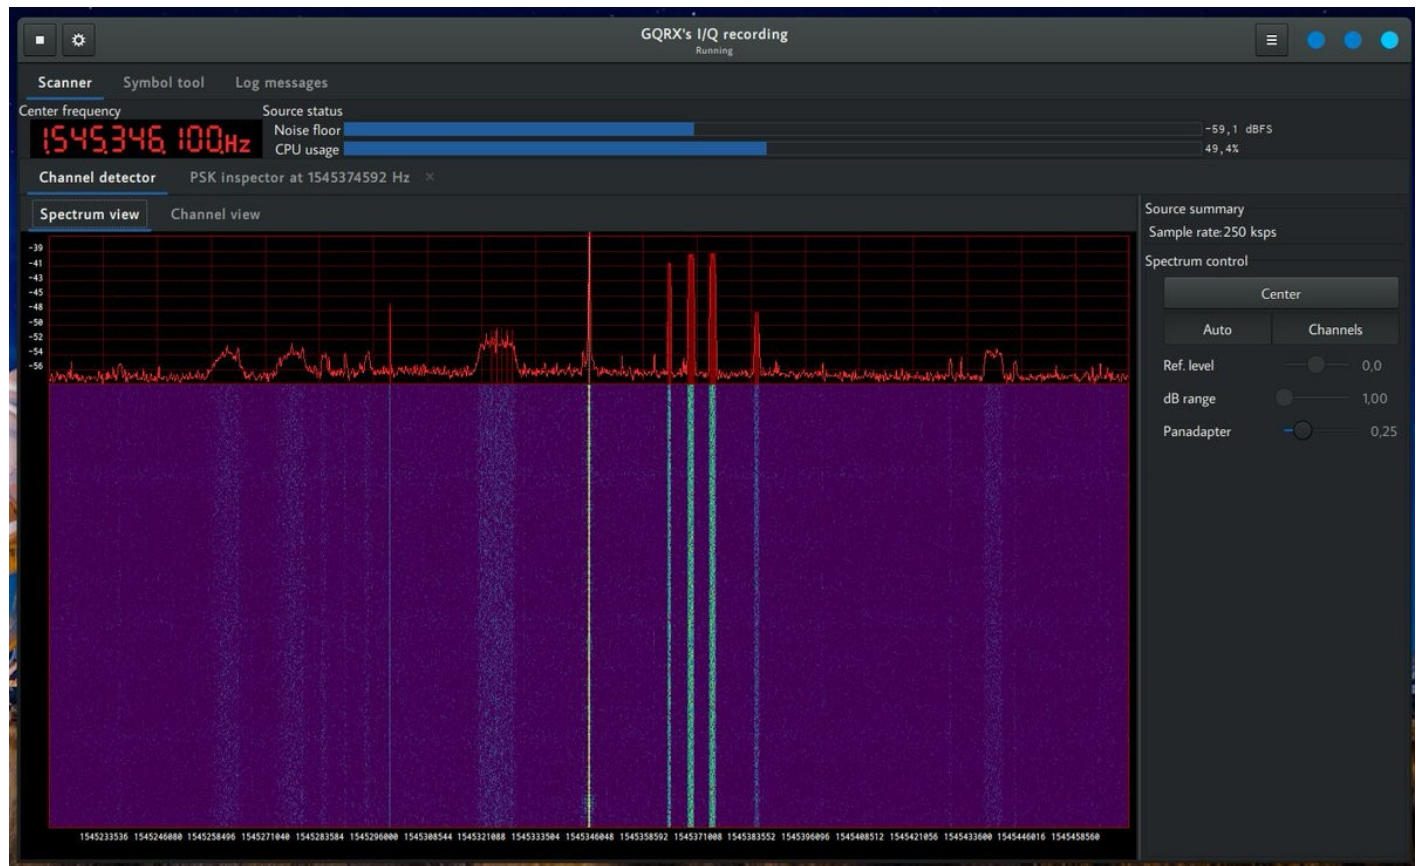 GQRX's I/Q recording
Running
Scanner Symbol tool Log messages
Center frequency Source status
1.545.346.100Hz Noise floor -59,1 dBFS
CPU usage 49,4%
Channel detector PSK inspector at 1545374592 Hz ×
Spectrum view Channel view
Source summary
Sample rate: 250 ksps
Spectrum control
Center
Auto Channels
Ref. level 0,0
dB range 1,00
Panadapter 0,25
-39
-41
-43
-45
-48
-50
-52
-54
-56
1545233536 1545246080 1545258496 1545271040 1545283584 1545296000 1545308544 1545321088 1545333504 1545346048 1545358592 1545371008 1545383552 1545396096 1545408512 1545421056 1545433600 1545446016 1545458560